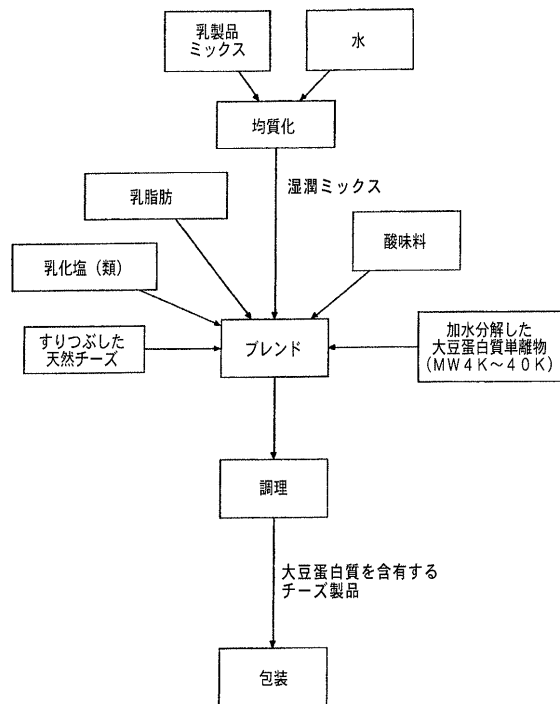 乳製品
ミックス
水
均質化
湿潤ミックス
乳脂肪
酸味料
乳化塩（類）
すりつぶした
天然チーズ
ブレンド
加水分解した
大豆蛋白質単離物
（MW４K～４０K）
調理
大豆蛋白質を含有する
チーズ製品
包装